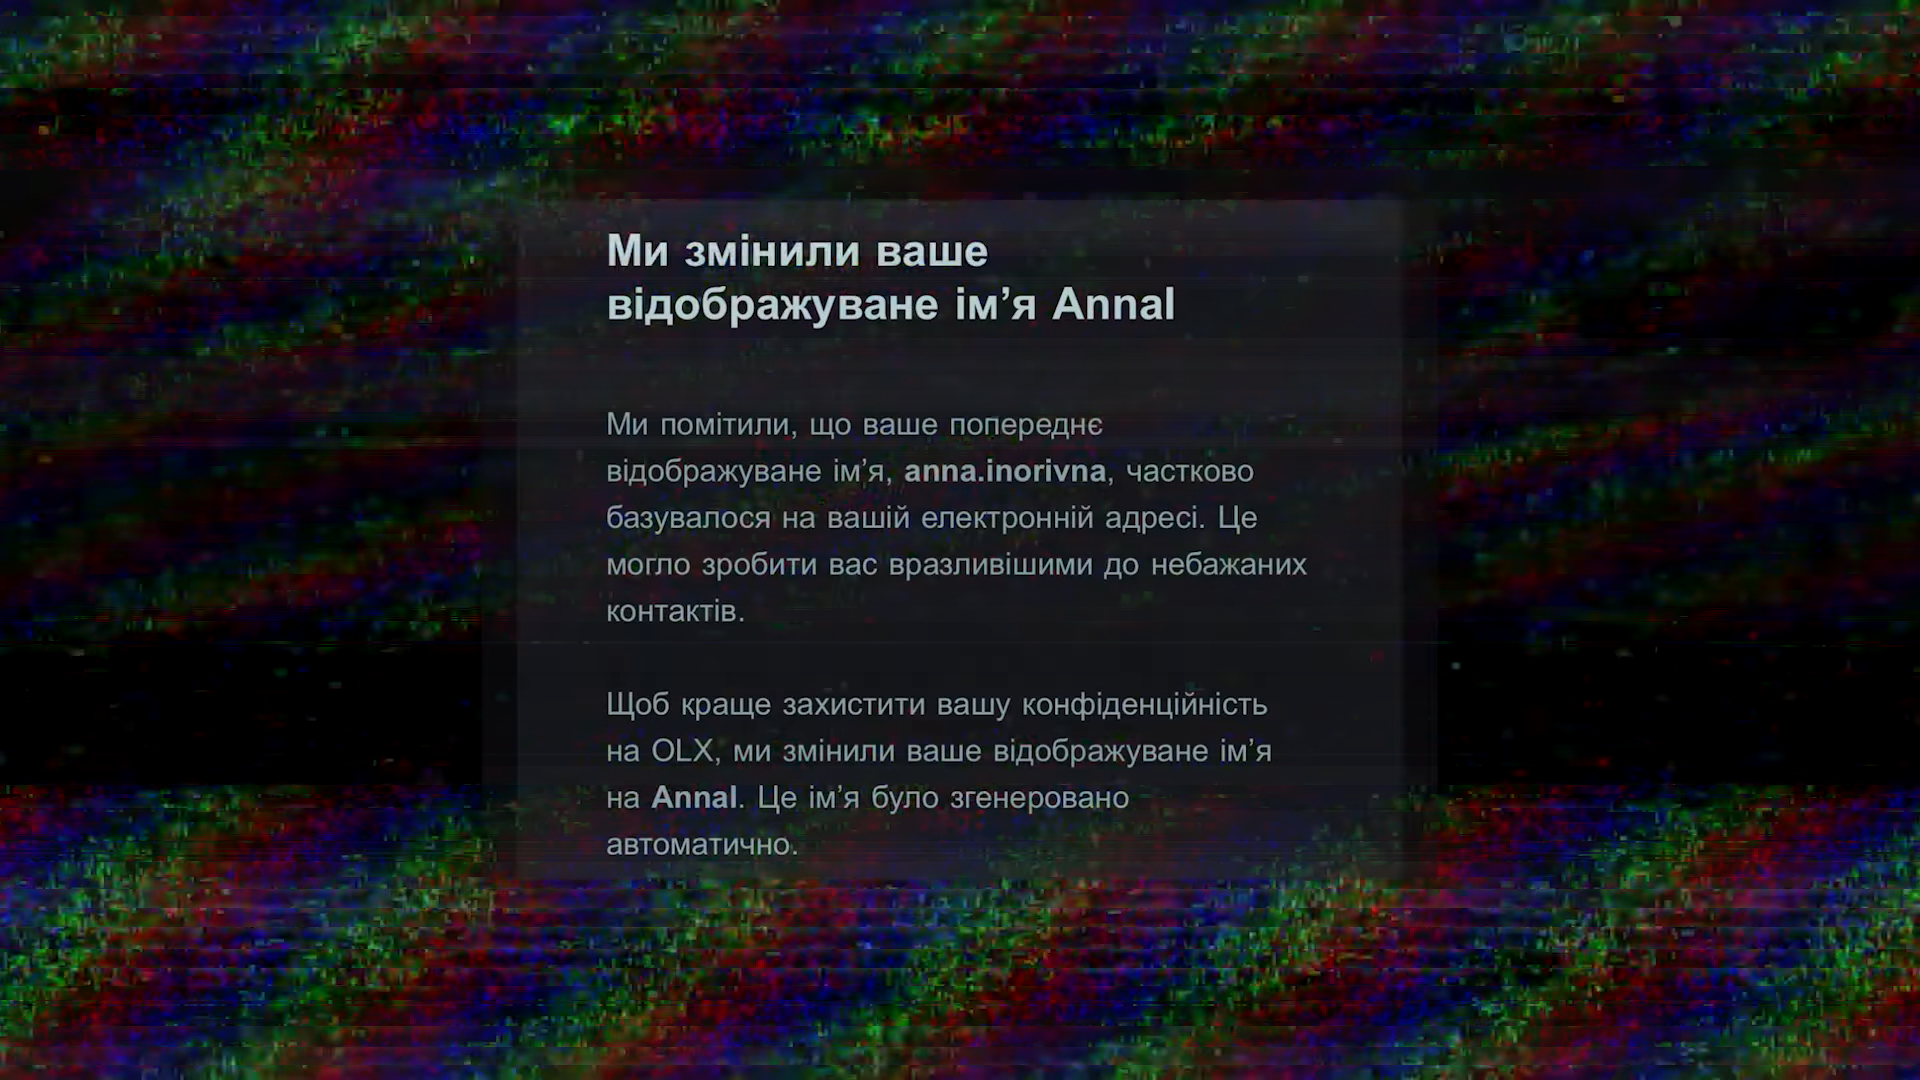 Ми змінили ваше
відображуване ім’я Annal
Ми помітили, що ваше попереднє
відображуване ім’я, anna.inorivna, частково
базувалося на вашій електронній адресі. Це
могло зробити вас вразливішими до небажаних
контактів.
Щоб краще захистити вашу конфіденційність
на OLX, ми змінили ваше відображуване ім’я
на Annal. Це ім’я було згенеровано
автоматично.